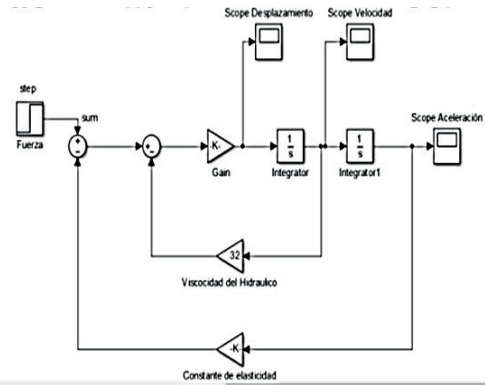 Scope Desplazamiento
Scope Velocidad
step
sum
Fuerza
Scope Aceleración
-K-
Gain
1
s
Integrator
1
s
Integrator1
32
Viscocidad del Hidraulico
-K-
Constante de elasticidad